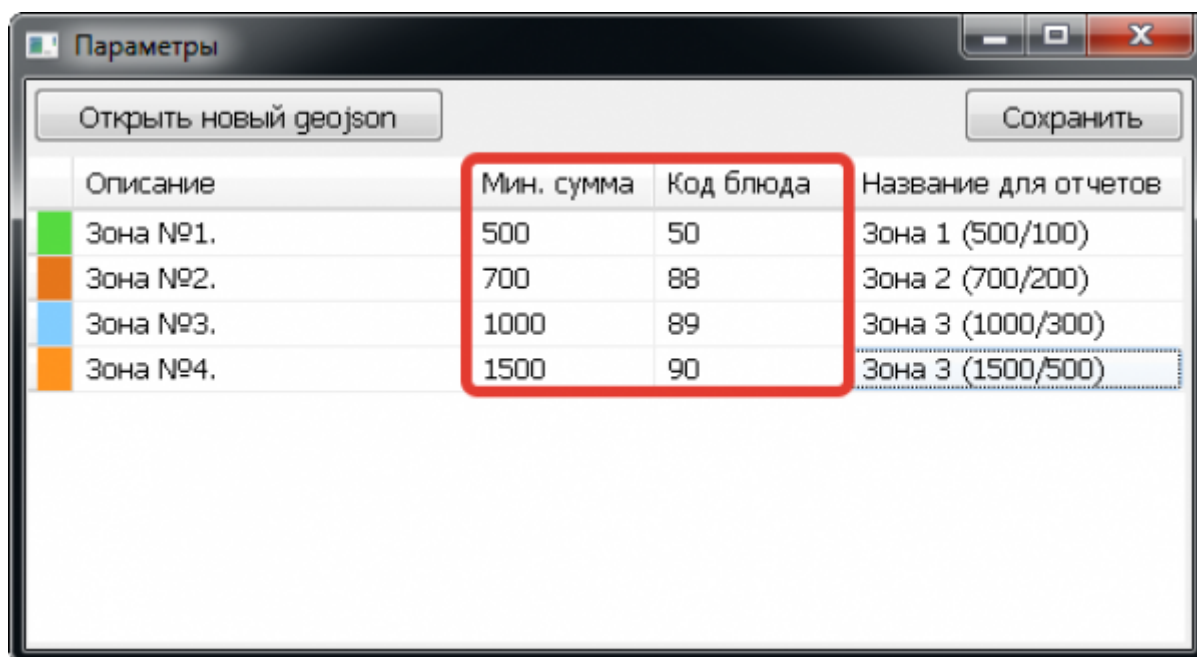 Параметры
Открыть новый geojson Сохранить
Описание Мин. сумма Код блюда Название для отчетов
Зона №1. 500 50 Зона 1 (500/100)
Зона №2. 700 88 Зона 2 (700/200)
Зона №3. 1000 89 Зона 3 (1000/300)
Зона №4. 1500 90 Зона 3 (1500/500)